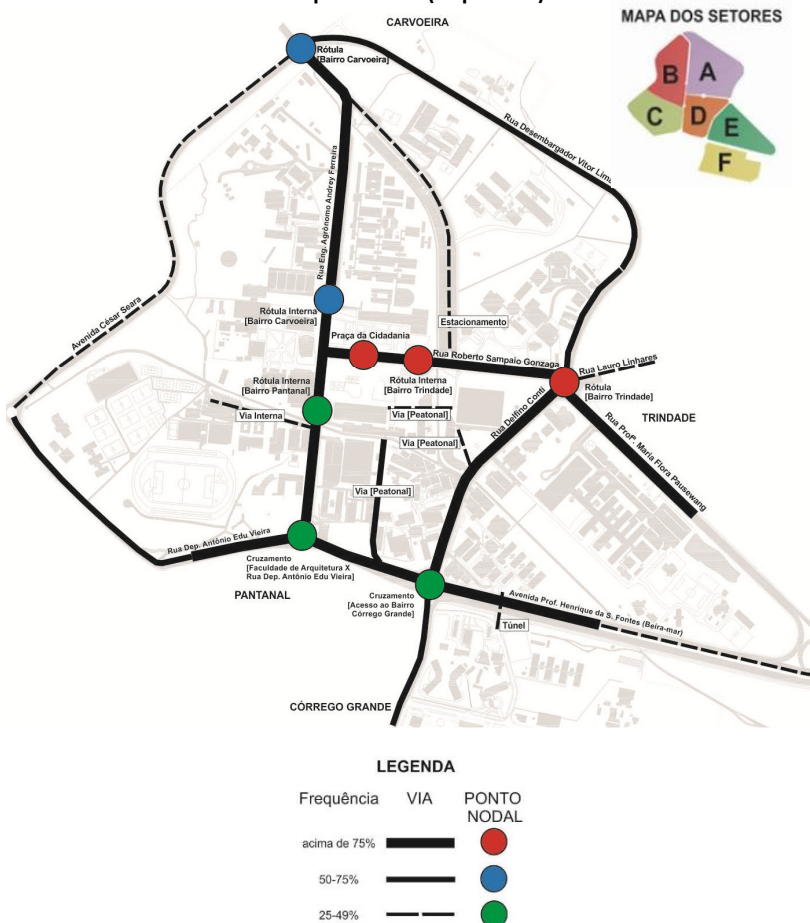 CARVOEIRA
MAPA DOS SETORES
B
A
C
D
E
F
Rótula
[Bairro Carvoeira]
Rua Desembargador Vitor Lima
Rua Eng. Agrônomo Andrey Ferreira
Avenida César Seara
Rótula Interna
[Bairro Carvoeira]
Estacionamento
Praça da Cidadania
Rua Roberto Sampaio Gonzaga
Rua Lauro Linhares
Rótula Interna
[Bairro Pantanal]
Rótula Interna
[Bairro Trindade]
Rótula
[Bairro Trindade]
Rua Delfino Conti
TRINDADE
Via Interna
Via [Peatonal]
Via [Peatonal]
Rua Profª. Maria Flora Pausewang
Via [Peatonal]
Rua Dep. Antônio Edu Vieira
Cruzamento
[Faculdade de Arquitetura X
Rua Dep. Antônio Edu Vieira]
PANTANAL
Cruzamento
[Acesso ao Bairro
Córrego Grande]
Avenida Prof. Henrique da S. Fontes (Beira-mar)
Túnel
CÓRREGO GRANDE
LEGENDA
Frequência VIA PONTO
NODAL
acima de 75%
50-75%
25-49%